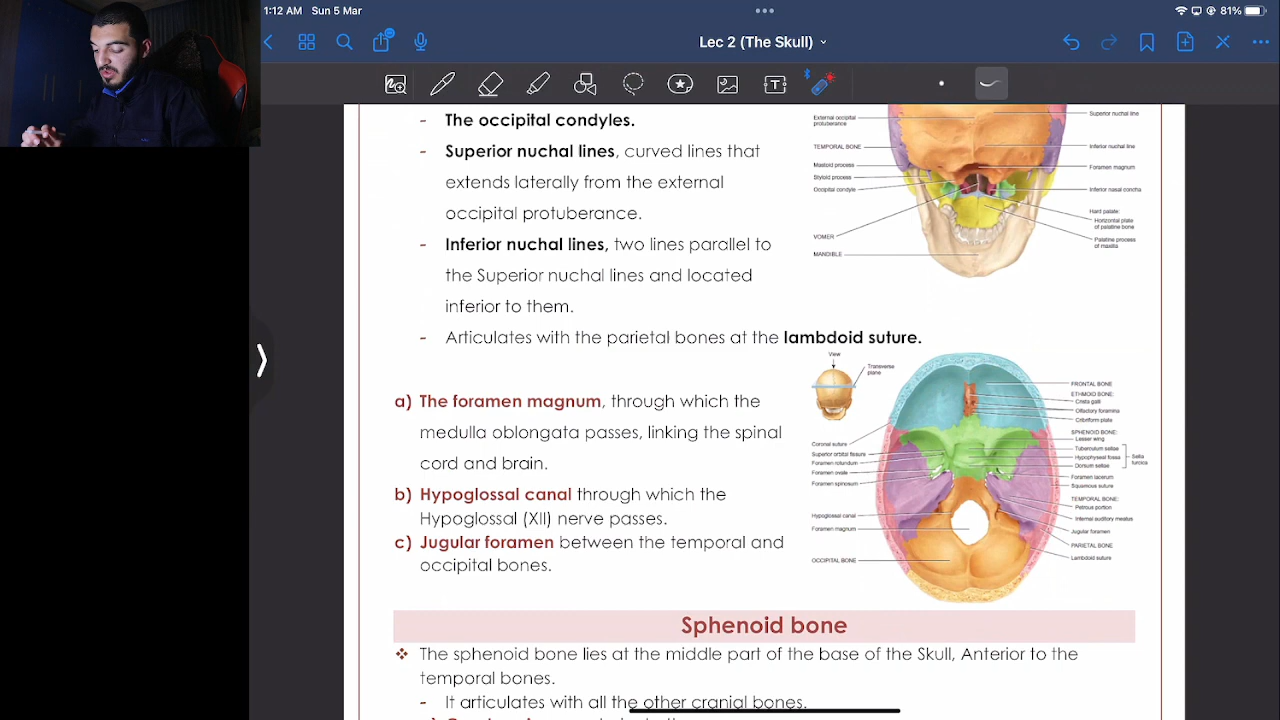 1:12 AM Sun 5 Mar
81%
Lec 2 (The Skull)
- The occipital condyles.
- Superior nuchal lines, curved lines that
extends laterally from the external
occipital protuberance.
- Inferior nuchal lines, two lines parallel to
the Superior nuchal lines and located
inferior to them.
- Articulates with the parietal bones at the lambdoid suture.
External occipital
protuberance
TEMPORAL BONE
Mastoid process
Styloid process
Occipital condyle
VOMER
MANDIBLE
Superior nuchal line
Inferior nuchal line
Foramen magnum
Inferior nasal concha
Hard palate:
Horizontal plate
of palatine bone
Palatine process
of maxilla
a) The foramen magnum, through which the
medulla oblongata pass, linking the spinal
cord and brain.
b) Hypoglossal canal though which the
Hypoglossal (XII) nerve passes.
Jugular foramen between the temporal and
occipital bones
View
Transverse
plane
Coronal suture
Superior orbital fissure
Foramen rotundum
Foramen ovale
Foramen spinosum
Hypoglossal canal
Foramen magnum
OCCIPITAL BONE
FRONTAL BONE
ETHMOID BONE:
Crista galli
Olfactory foramina
Cribriform plate
SPHENOID BONE:
Lesser wing
Tuberculum sellae
Hypophyseal fossa
Dorsum sellae
Sella
turcica
Foramen lacerum
Squamous suture
TEMPORAL BONE:
Petrous portion
Internal auditory meatus
Jugular foramen
PARIETAL BONE
Lambdoid suture
Sphenoid bone
❖ The sphenoid bone lies at the middle part of the base of the Skull, Anterior to the
temporal bones.
- It articulates with all the other cranial bones.